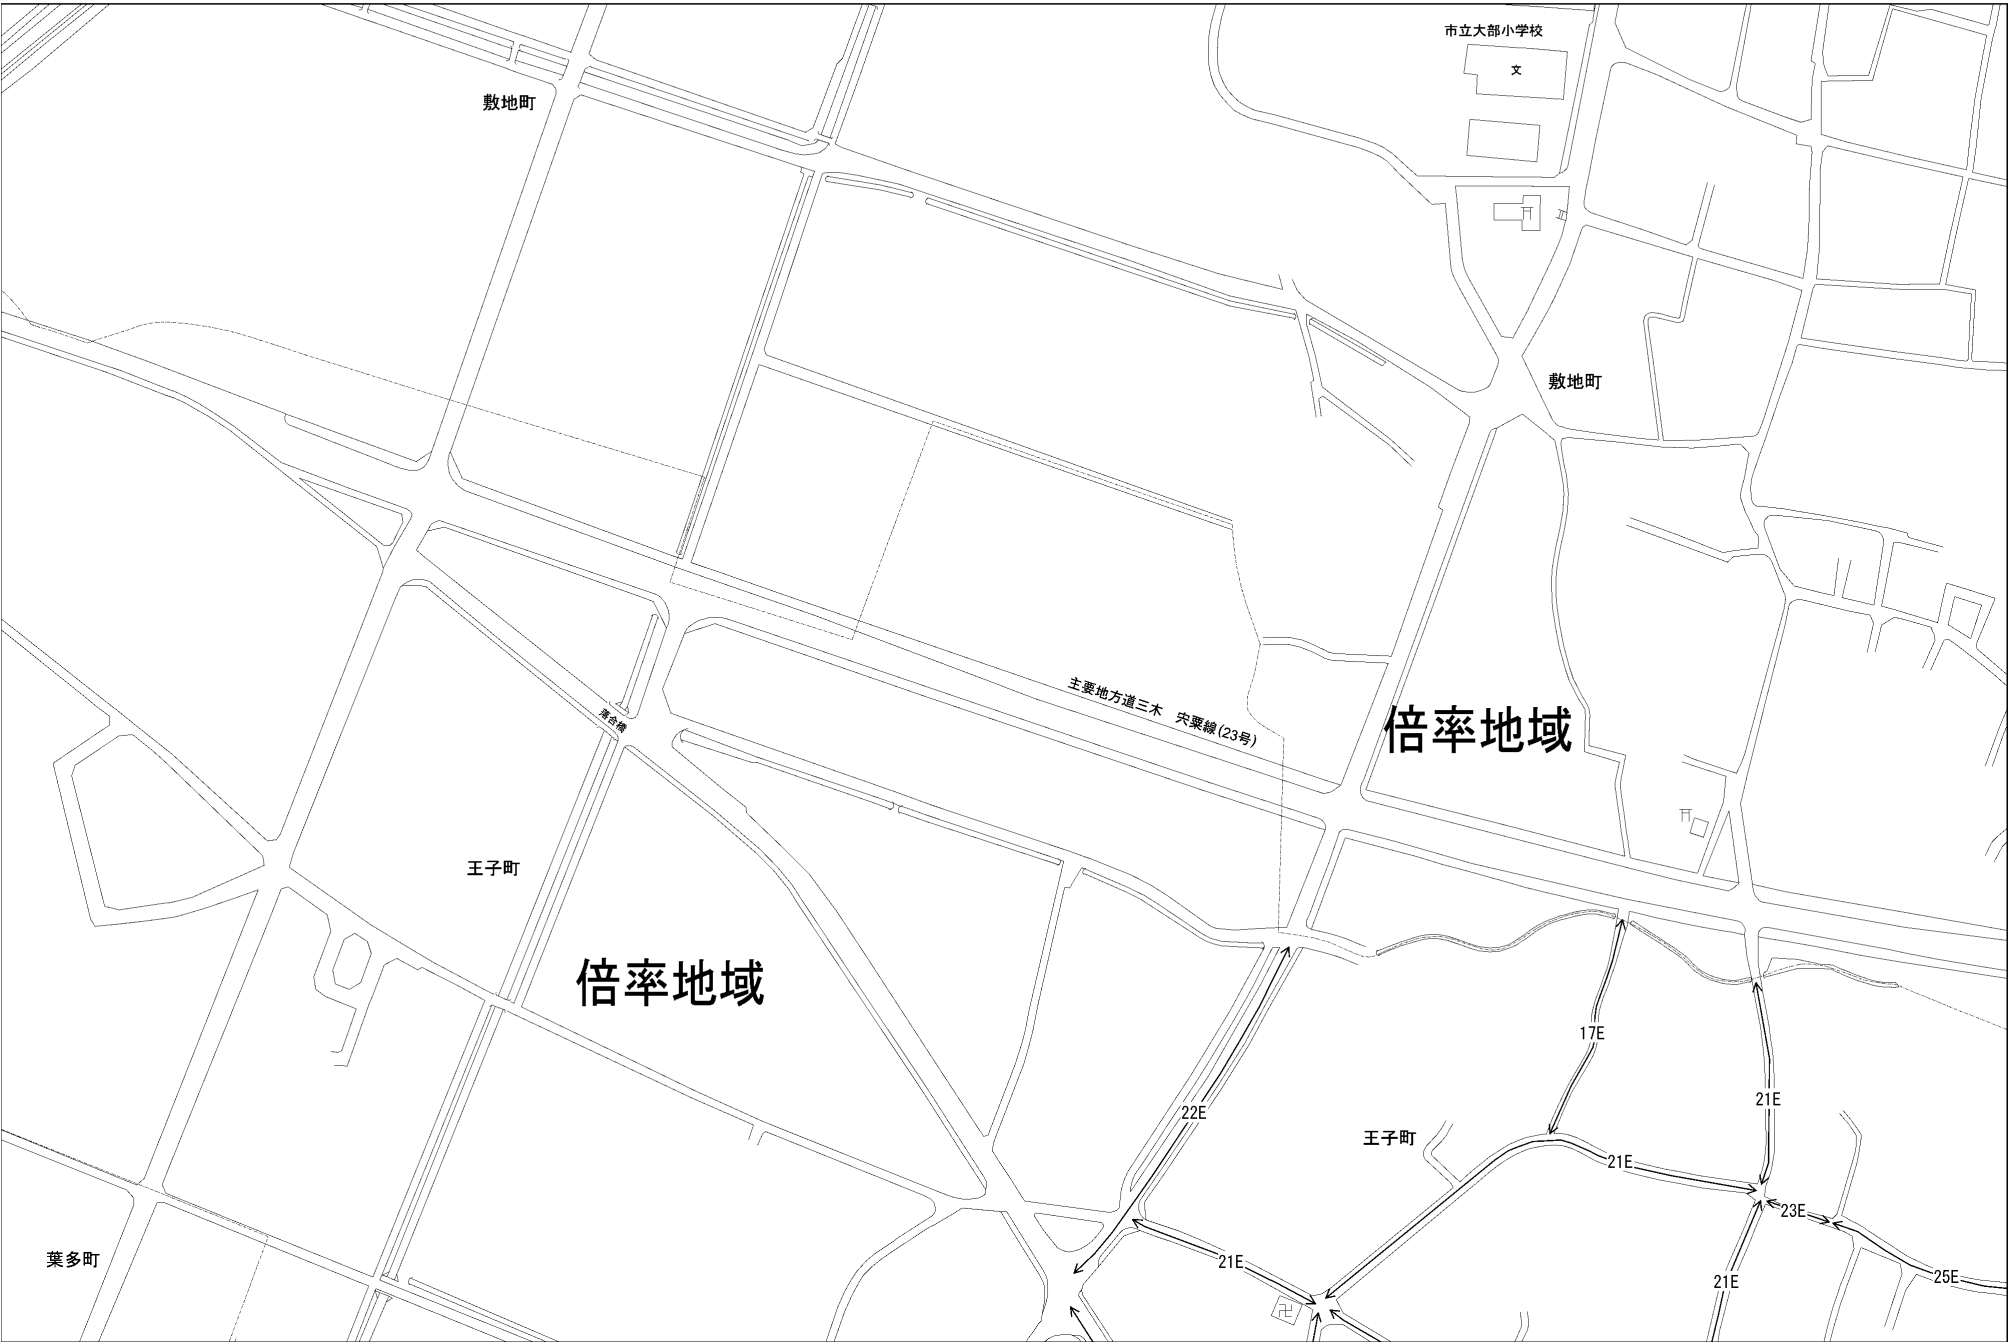 市立大部小学校
文
敷地町
敷地町
主要地方道三木　宍粟線(23号)
落合橋
倍率地域
王子町
倍率地域
17E
21E
22E
王子町
21E
23E
21E
25E
21E
葉多町